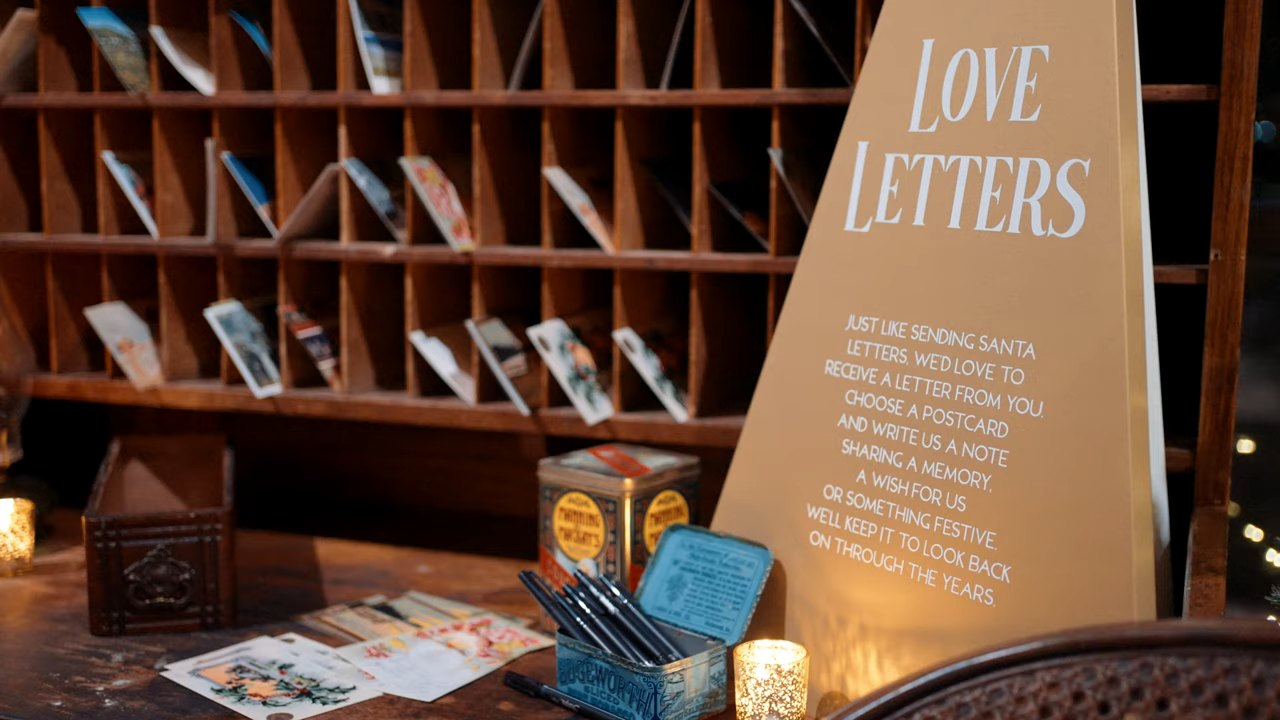 LOVE
LETTERS
JUST LIKE SENDING SANTA
LETTERS, WE'D LOVE TO
RECEIVE A LETTER FROM YOU.
CHOOSE A POSTCARD
AND WRITE US A NOTE
SHARING A MEMORY,
A WISH FOR US
OR SOMETHING FESTIVE.
WE'LL KEEP IT TO LOOK BACK
ON THROUGH THE YEARS.
EDGEWORTH
SLICED